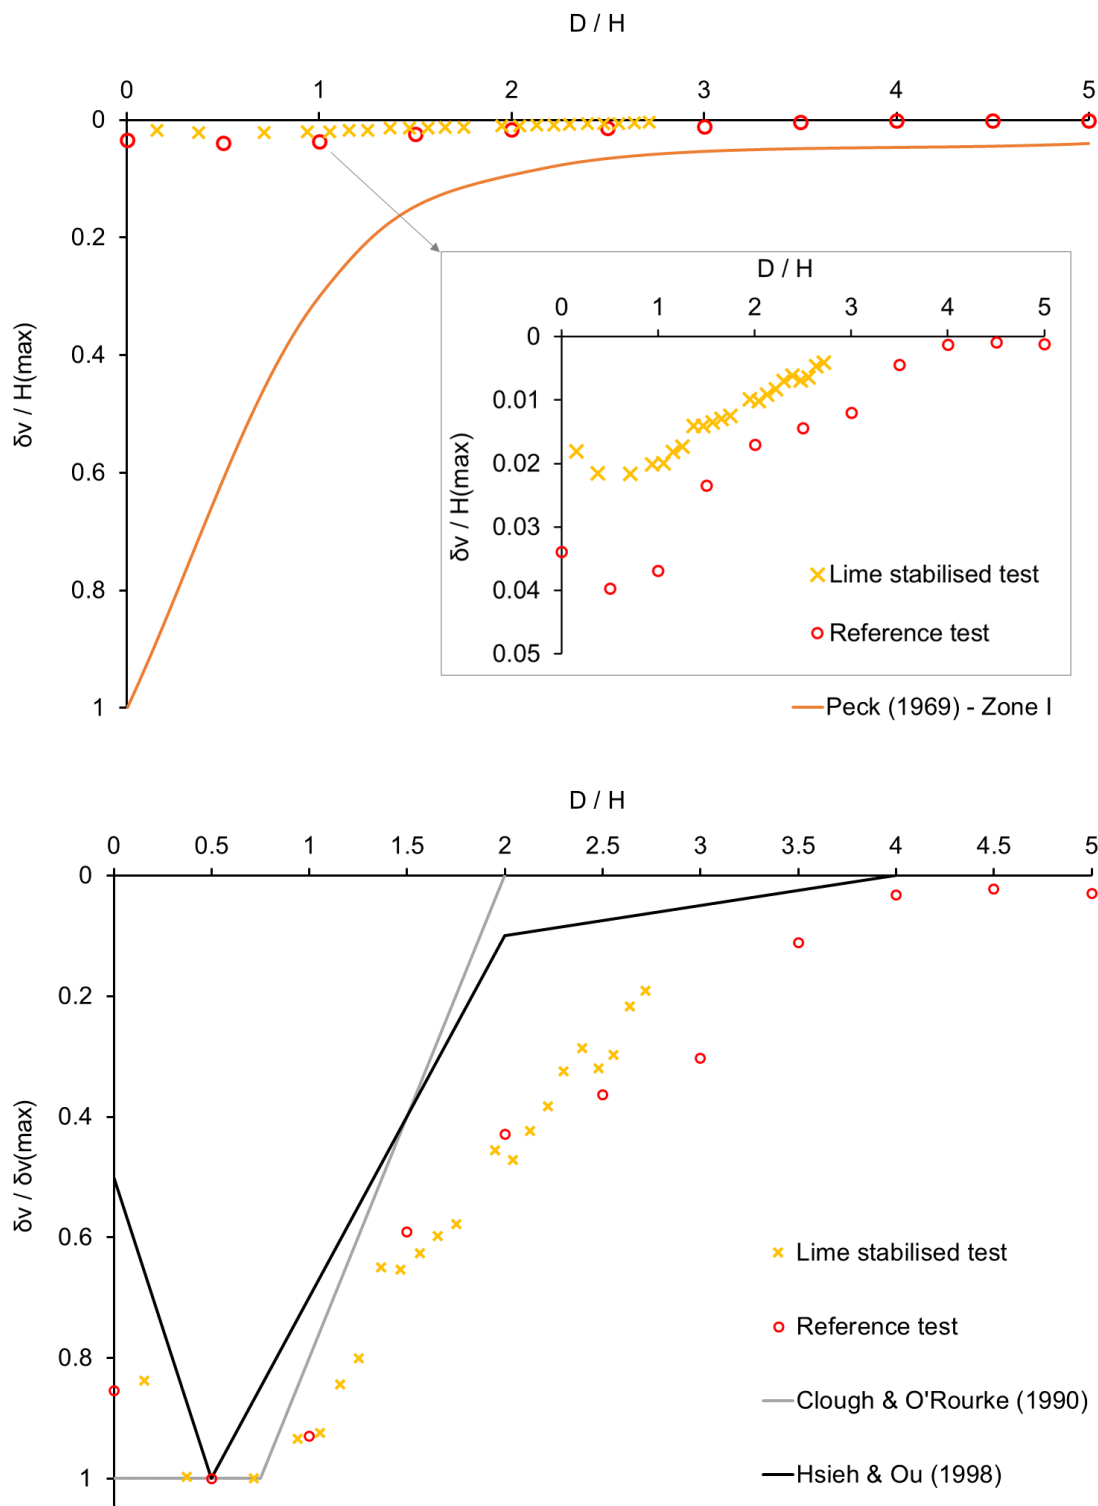 D / H
0 1 2 3 4 5
0
0.2
0.4
0.6
0.8
1
δv / H(max)
D / H
0 1 2 3 4 5
0
0.01
0.02
0.03
0.04
0.05
δv / H(max)
Lime stabilised test
Reference test
Peck (1969) - Zone I
D / H
0 0.5 1 1.5 2 2.5 3 3.5 4 4.5 5
0
0.2
0.4
0.6
0.8
1
δv / δv(max)
Lime stabilised test
Reference test
Clough & O'Rourke (1990)
Hsieh & Ou (1998)